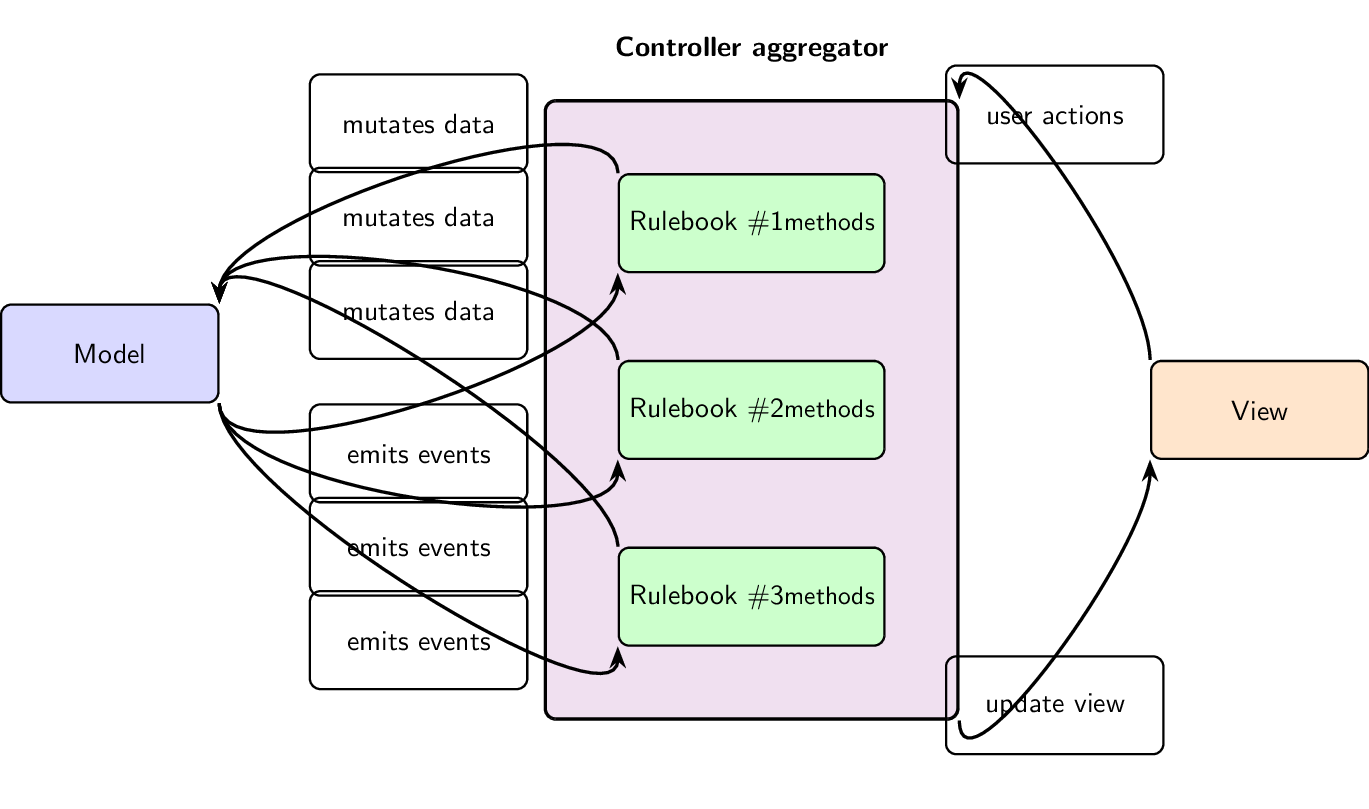 Controller aggregator
mutates data
user actions
mutates data
Rulebook #1methods
mutates data
Model
Rulebook #2methods
View
emits events
emits events
Rulebook #3methods
emits events
update view